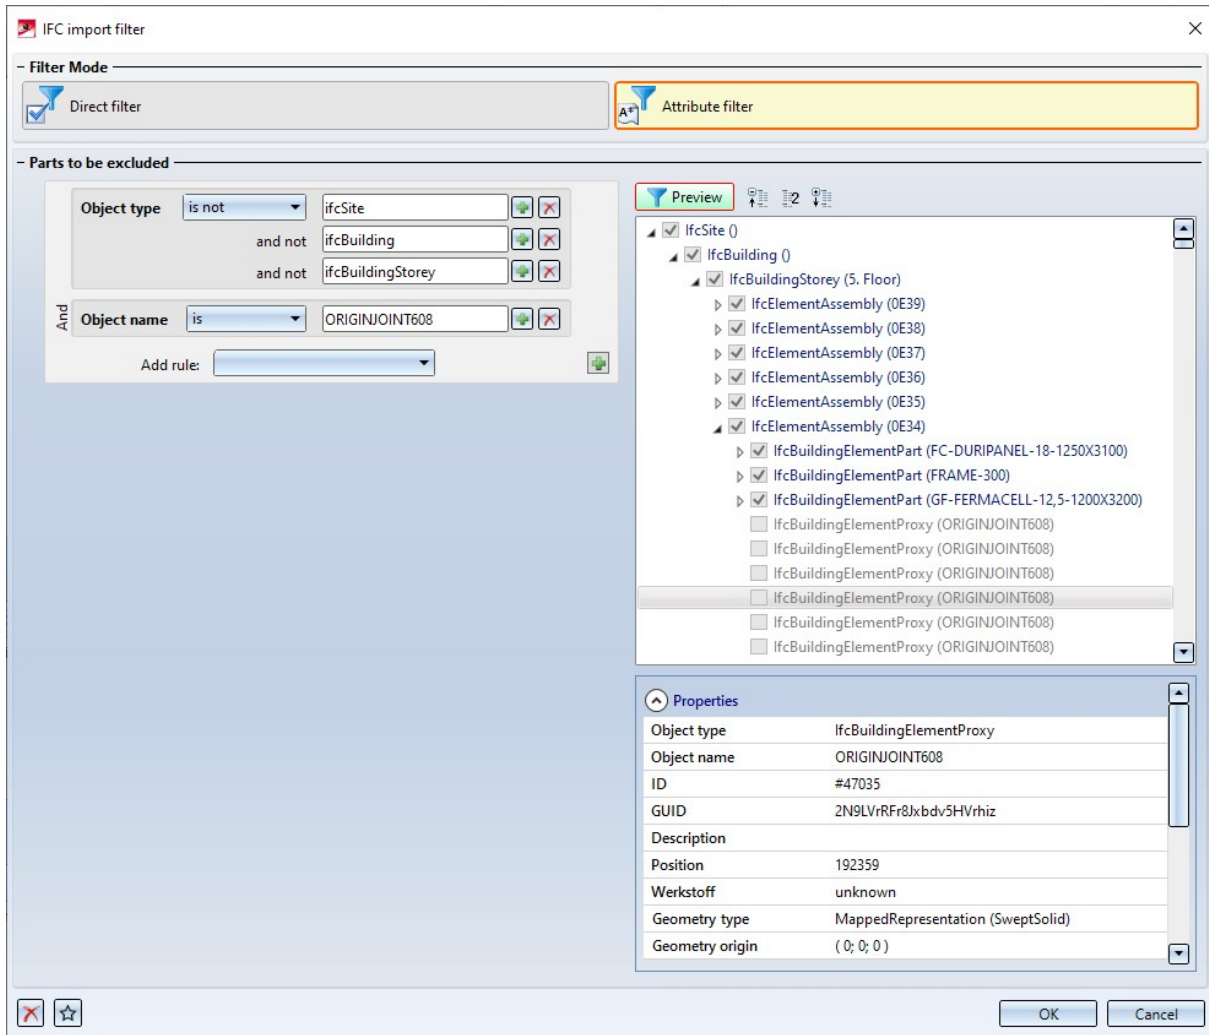 IFC import filter
Filter Mode
Direct filter
A*
Attribute filter
Parts to be excluded
Object type is not ifcSite
and not ifcBuilding
and not ifcBuildingStorey
And
Object name is ORIGINJOINT608
Add rule:
Preview 2
IfcSite ()
IfcBuilding ()
IfcBuildingStorey (5. Floor)
IfcElementAssembly (0E39)
IfcElementAssembly (0E38)
IfcElementAssembly (0E37)
IfcElementAssembly (0E36)
IfcElementAssembly (0E35)
IfcElementAssembly (0E34)
IfcBuildingElementPart (FC-DURIPANEL-18-1250X3100)
IfcBuildingElementPart (FRAME-300)
IfcBuildingElementPart (GF-FERMACELL-12,5-1200X3200)
IfcBuildingElementProxy (ORIGINJOINT608)
IfcBuildingElementProxy (ORIGINJOINT608)
IfcBuildingElementProxy (ORIGINJOINT608)
IfcBuildingElementProxy (ORIGINJOINT608)
IfcBuildingElementProxy (ORIGINJOINT608)
IfcBuildingElementProxy (ORIGINJOINT608)
Properties
Object type IfcBuildingElementProxy
Object name ORIGINJOINT608
ID #47035
GUID 2N9LVrRFr8Jxbdv5HVrhiz
Description
Position 192359
Werkstoff unknown
Geometry type MappedRepresentation (SweptSolid)
Geometry origin ( 0; 0; 0 )
OK Cancel